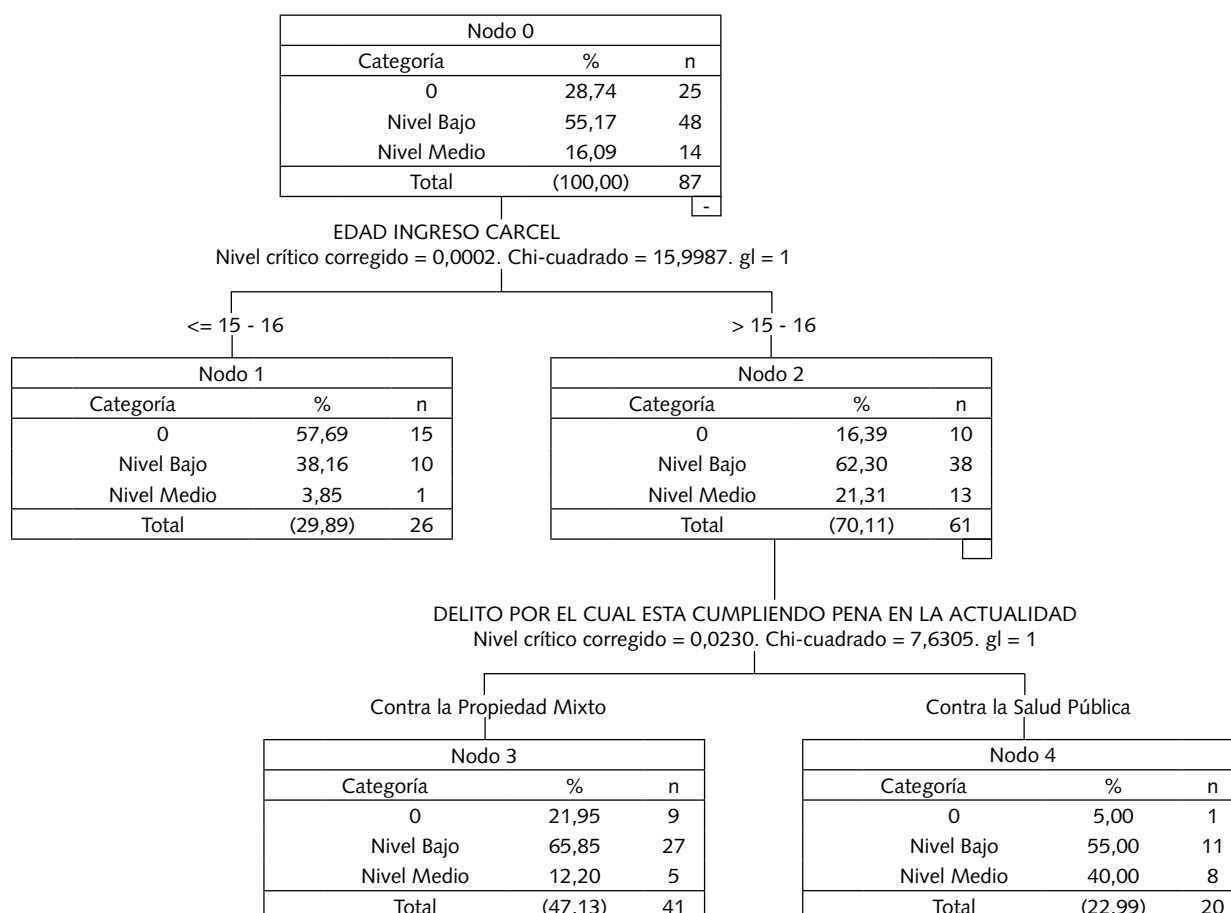 Nodo 0
Categoría % n
0 28,74 25
Nivel Bajo 55,17 48
Nivel Medio 16,09 14
Total (100,00) 87
-
EDAD INGRESO CARCEL
Nivel crítico corregido = 0,0002. Chi-cuadrado = 15,9987. gl = 1
<= 15 - 16
> 15 - 16
Nodo 1
Categoría % n
0 57,69 15
Nivel Bajo 38,16 10
Nivel Medio 3,85 1
Total (29,89) 26
Nodo 2
Categoría % n
0 16,39 10
Nivel Bajo 62,30 38
Nivel Medio 21,31 13
Total (70,11) 61
DELITO POR EL CUAL ESTA CUMPLIENDO PENA EN LA ACTUALIDAD
Nivel crítico corregido = 0,0230. Chi-cuadrado = 7,6305. gl = 1
Contra la Propiedad Mixto
Contra la Salud Pública
Nodo 3
Categoría % n
0 21,95 9
Nivel Bajo 65,85 27
Nivel Medio 12,20 5
Total (47,13) 41
Nodo 4
Categoría % n
0 5,00 1
Nivel Bajo 55,00 11
Nivel Medio 40,00 8
Total (22,99) 20